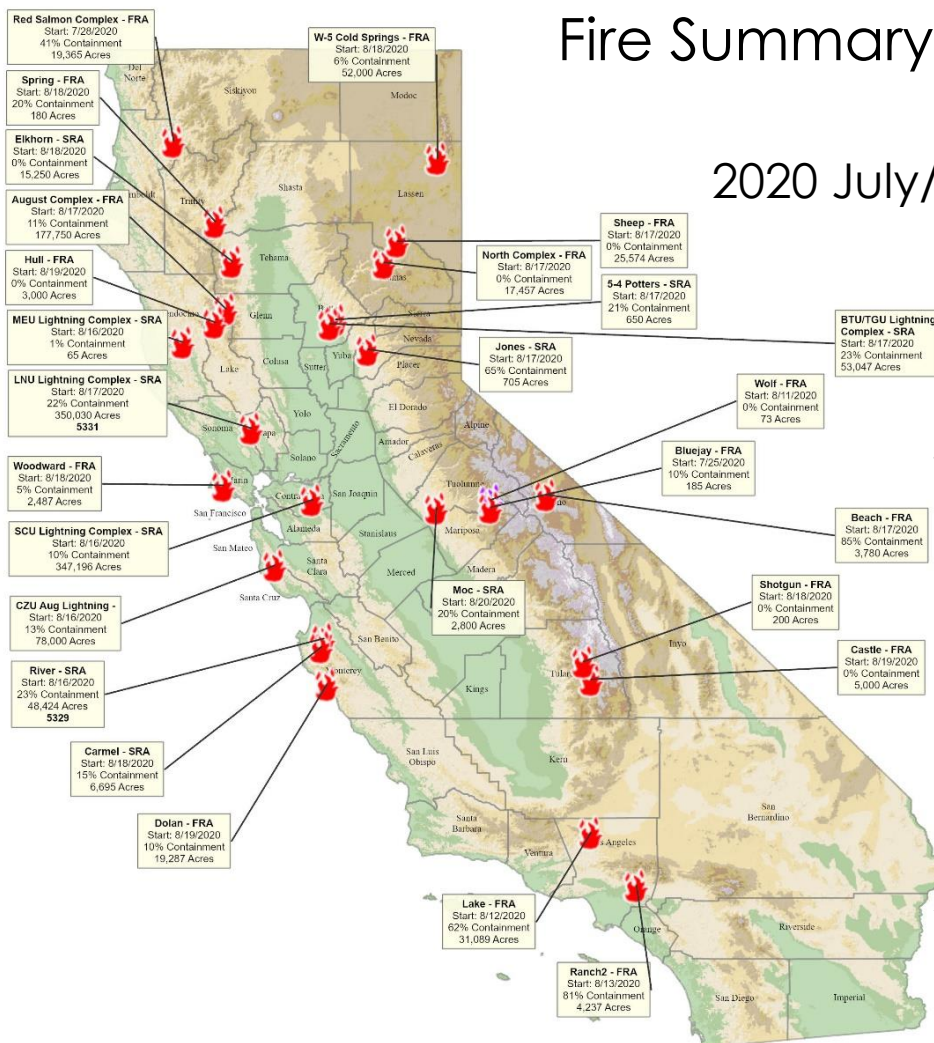 Fire Summary
2020 July/
Red Salmon Complex - FRA
Start: 7/28/2020
41% Containment
19,365 Acres
W-5 Cold Springs - FRA
Start: 8/18/2020
6% Containment
52,000 Acres
Spring - FRA
Start: 8/18/2020
20% Containment
180 Acres
Elkhorn - SRA
Start: 8/18/2020
0% Containment
15,250 Acres
August Complex - FRA
Start: 8/17/2020
11% Containment
177,750 Acres
Hull - FRA
Start: 8/19/2020
0% Containment
3,000 Acres
MEU Lightning Complex - SRA
Start: 8/16/2020
1% Containment
65 Acres
LNU Lightning Complex - SRA
Start: 8/17/2020
22% Containment
350,030 Acres
5331
Woodward - FRA
Start: 8/18/2020
5% Containment
2,487 Acres
SCU Lightning Complex - SRA
Start: 8/16/2020
10% Containment
347,196 Acres
CZU Aug Lightning -
Start: 8/16/2020
13% Containment
78,000 Acres
River - SRA
Start: 8/16/2020
23% Containment
48,424 Acres
5329
Carmel - SRA
Start: 8/18/2020
15% Containment
6,695 Acres
Dolan - FRA
Start: 8/19/2020
10% Containment
19,287 Acres
Sheep - FRA
Start: 8/17/2020
0% Containment
25,574 Acres
North Complex - FRA
Start: 8/17/2020
0% Containment
17,457 Acres
5-4 Potters - SRA
Start: 8/17/2020
21% Containment
650 Acres
BTU/TGU Lightning
Complex - SRA
Start: 8/17/2020
23% Containment
53,047 Acres
Jones - SRA
Start: 8/17/2020
65% Containment
705 Acres
Wolf - FRA
Start: 8/11/2020
0% Containment
73 Acres
Bluejay - FRA
Start: 7/25/2020
10% Containment
185 Acres
Beach - FRA
Start: 8/17/2020
85% Containment
3,780 Acres
Moc - SRA
Start: 8/20/2020
20% Containment
2,800 Acres
Shotgun - FRA
Start: 8/18/2020
0% Containment
200 Acres
Castle - FRA
Start: 8/19/2020
0% Containment
5,000 Acres
Lake - FRA
Start: 8/12/2020
62% Containment
31,089 Acres
Ranch2 - FRA
Start: 8/13/2020
81% Containment
4,237 Acres
Del
Norte
Siskiyou
Modoc
Trinity
Shasta
Lassen
Tehama
Glenn
Colusa
Lake
Sutter
Yuba
Nevada
Placer
El Dorado
Yolo
Sonoma
Solano
Sacramento
Amador
Alpine
Calaveras
Tuolumne
San Joaquin
San Francisco
Alameda
Stanislaus
Mariposa
San Mateo
Santa
Clara
Merced
Madera
Santa Cruz
San Benito
Kings
Inyo
San Luis
Obispo
Kern
Santa
Barbara
Ventura
San
Bernardino
Orange
Riverside
San Diego
Imperial